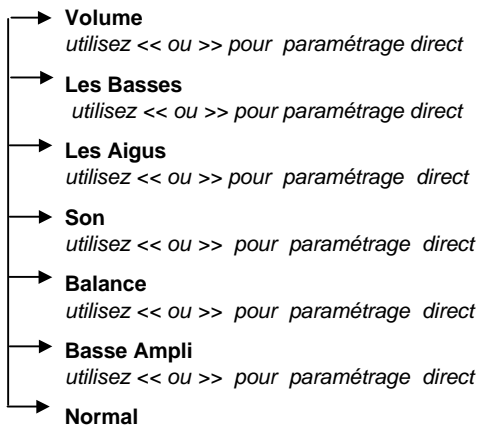 Volume
utilisez << ou >> pour paramétrage direct
Les Basses
utilisez << ou >> pour paramétrage direct
Les Aigus
utilisez << ou >> pour paramétrage direct
Son
utilisez << ou >> pour paramétrage direct
Balance
utilisez << ou >> pour paramétrage direct
Basse Ampli
utilisez << ou >> pour paramétrage direct
Normal